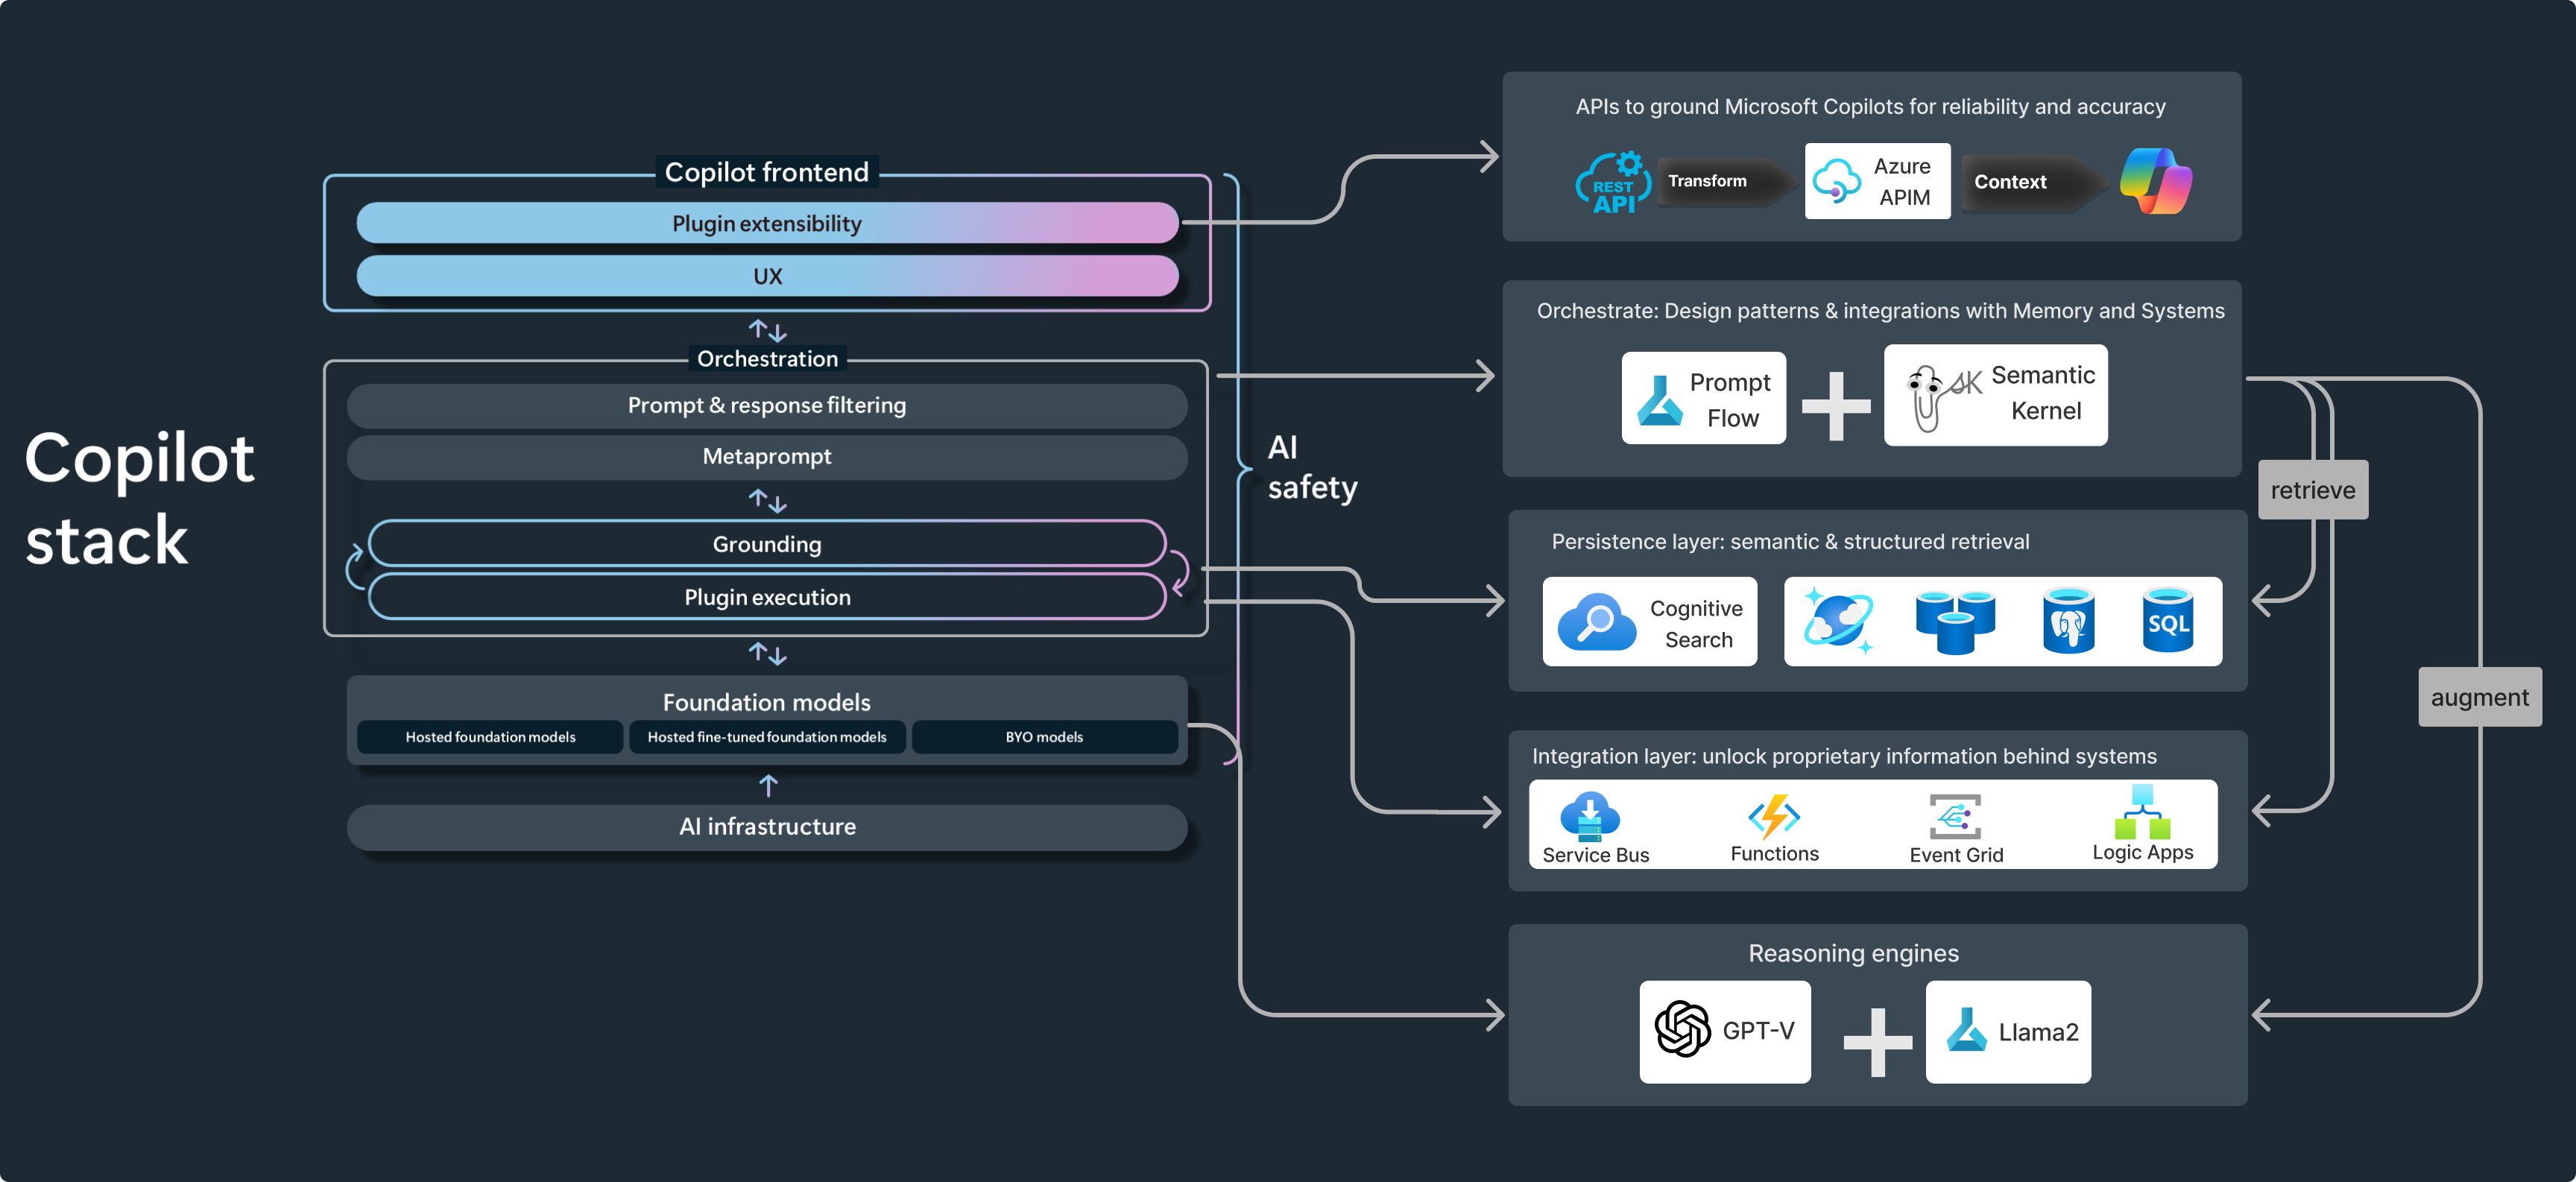 Copilot
stack
Copilot frontend
Plugin extensibility
UX
Orchestration
Prompt & response filtering
Metaprompt
Grounding
Plugin execution
Foundation models
Hosted foundation models
Hosted fine-tuned foundation models
BYO models
AI infrastructure
AI
safety
APIs to ground Microsoft Copilots for reliability and accuracy
REST
API
Transform
Azure
APIM
Context
Orchestrate: Design patterns & integrations with Memory and Systems
Prompt
Flow
SK
Semantic
Kernel
retrieve
Persistence layer: semantic & structured retrieval
Cognitive
Search
SQL
augment
Integration layer: unlock proprietary information behind systems
Service Bus
Functions
Event Grid
Logic Apps
Reasoning engines
GPT-V
Llama2